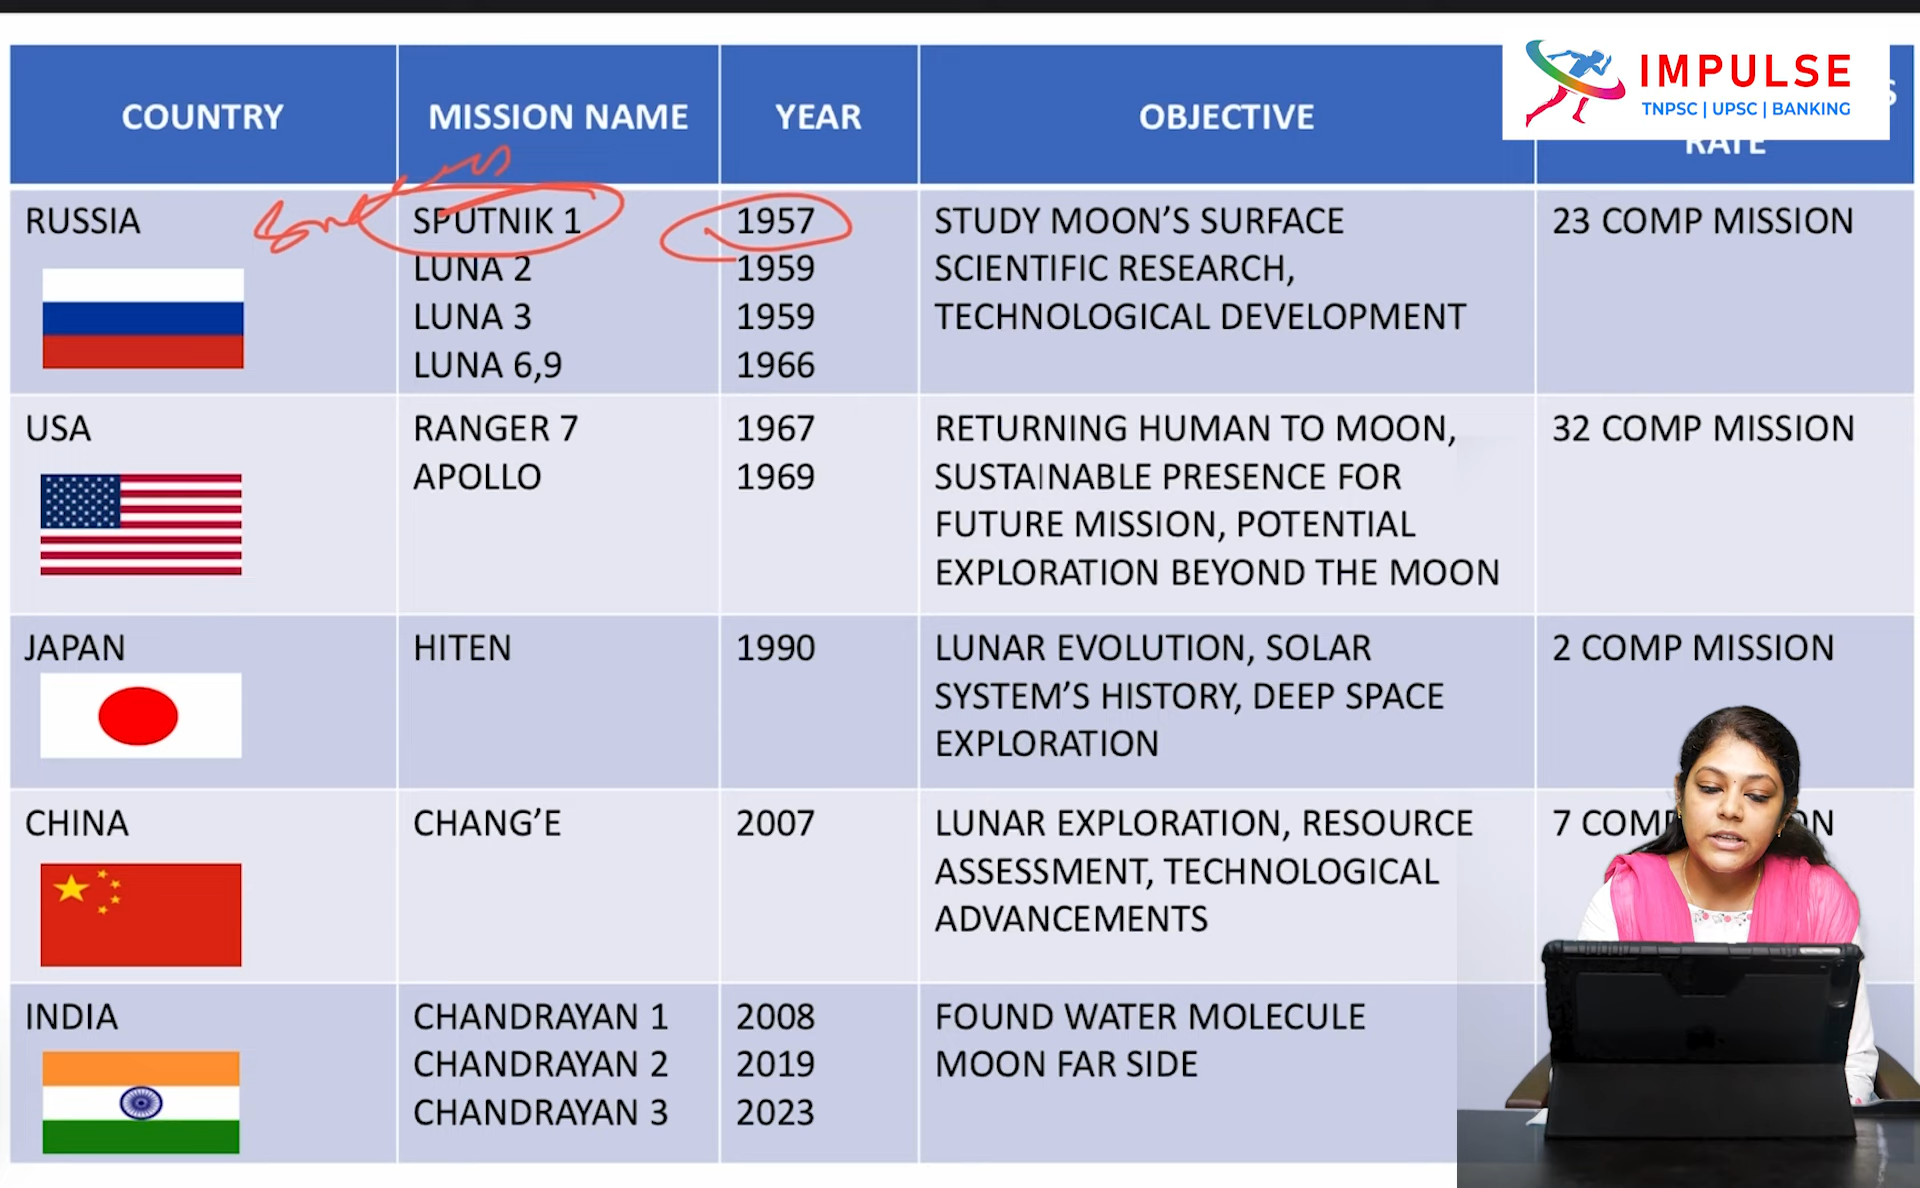 IMPULSE
TNPSC | UPSC | BANKING
COUNTRY
MISSION NAME
YEAR
OBJECTIVE
RATE
RUSSIA
SPUTNIK 1
LUNA 2
LUNA 3
LUNA 6,9
1957
1959
1959
1966
STUDY MOON'S SURFACE
SCIENTIFIC RESEARCH,
TECHNOLOGICAL DEVELOPMENT
23 COMP MISSION
USA
RANGER 7
APOLLO
1967
1969
RETURNING HUMAN TO MOON,
SUSTAINABLE PRESENCE FOR
FUTURE MISSION, POTENTIAL
EXPLORATION BEYOND THE MOON
32 COMP MISSION
JAPAN
HITEN
1990
LUNAR EVOLUTION, SOLAR
SYSTEM'S HISTORY, DEEP SPACE
EXPLORATION
2 COMP MISSION
CHINA
CHANG'E
2007
LUNAR EXPLORATION, RESOURCE
ASSESSMENT, TECHNOLOGICAL
ADVANCEMENTS
7
INDIA
CHANDRAYAN 1
CHANDRAYAN 2
CHANDRAYAN 3
2008
2019
2023
FOUND WATER MOLECULE
MOON FAR SIDE